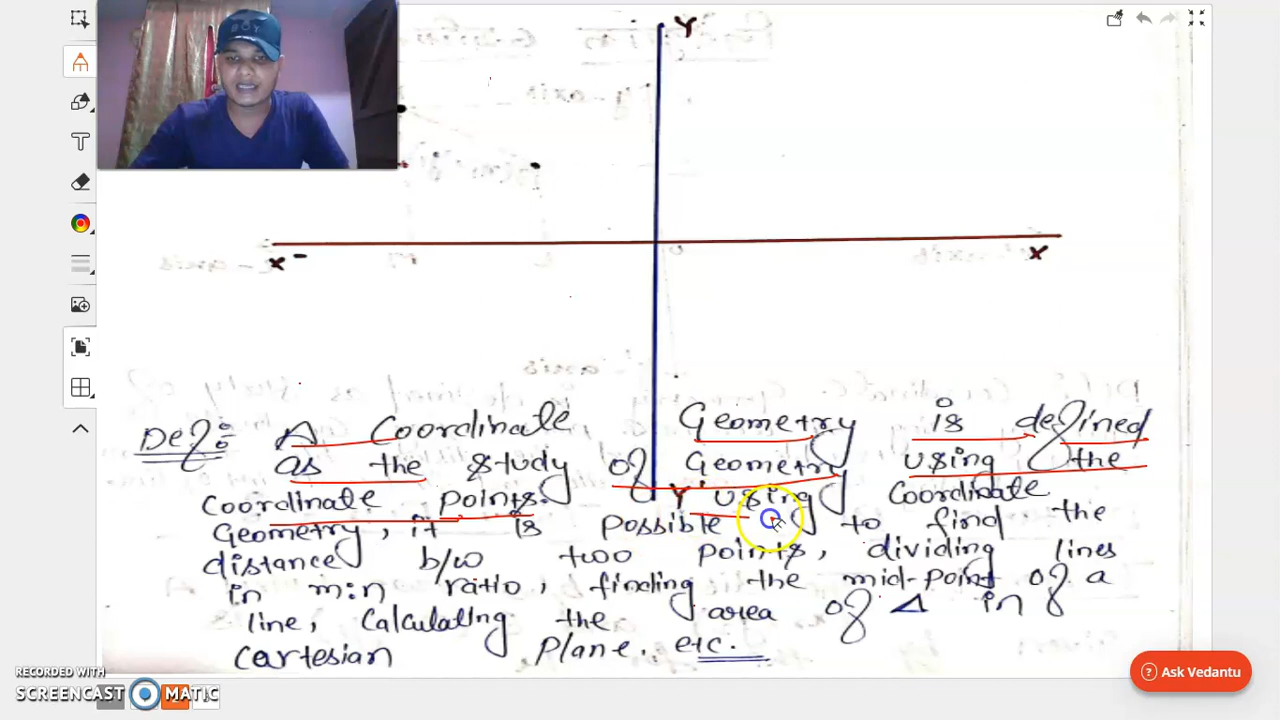 BOY
Y
X-
X
Def: A Coordinate Geometry is defined
as the study of Geometry using the
Coordinate points. Y' using Coordinate
Geometry, it is possible to find the
distance b/w two points, dividing lines
in m:n ratio, finding the mid-point of a
line, Calculating the area of Δ in
Cartesian Plane. etc.
? Ask Vedantu
RECORDED WITH
SCREENCAST MATIC